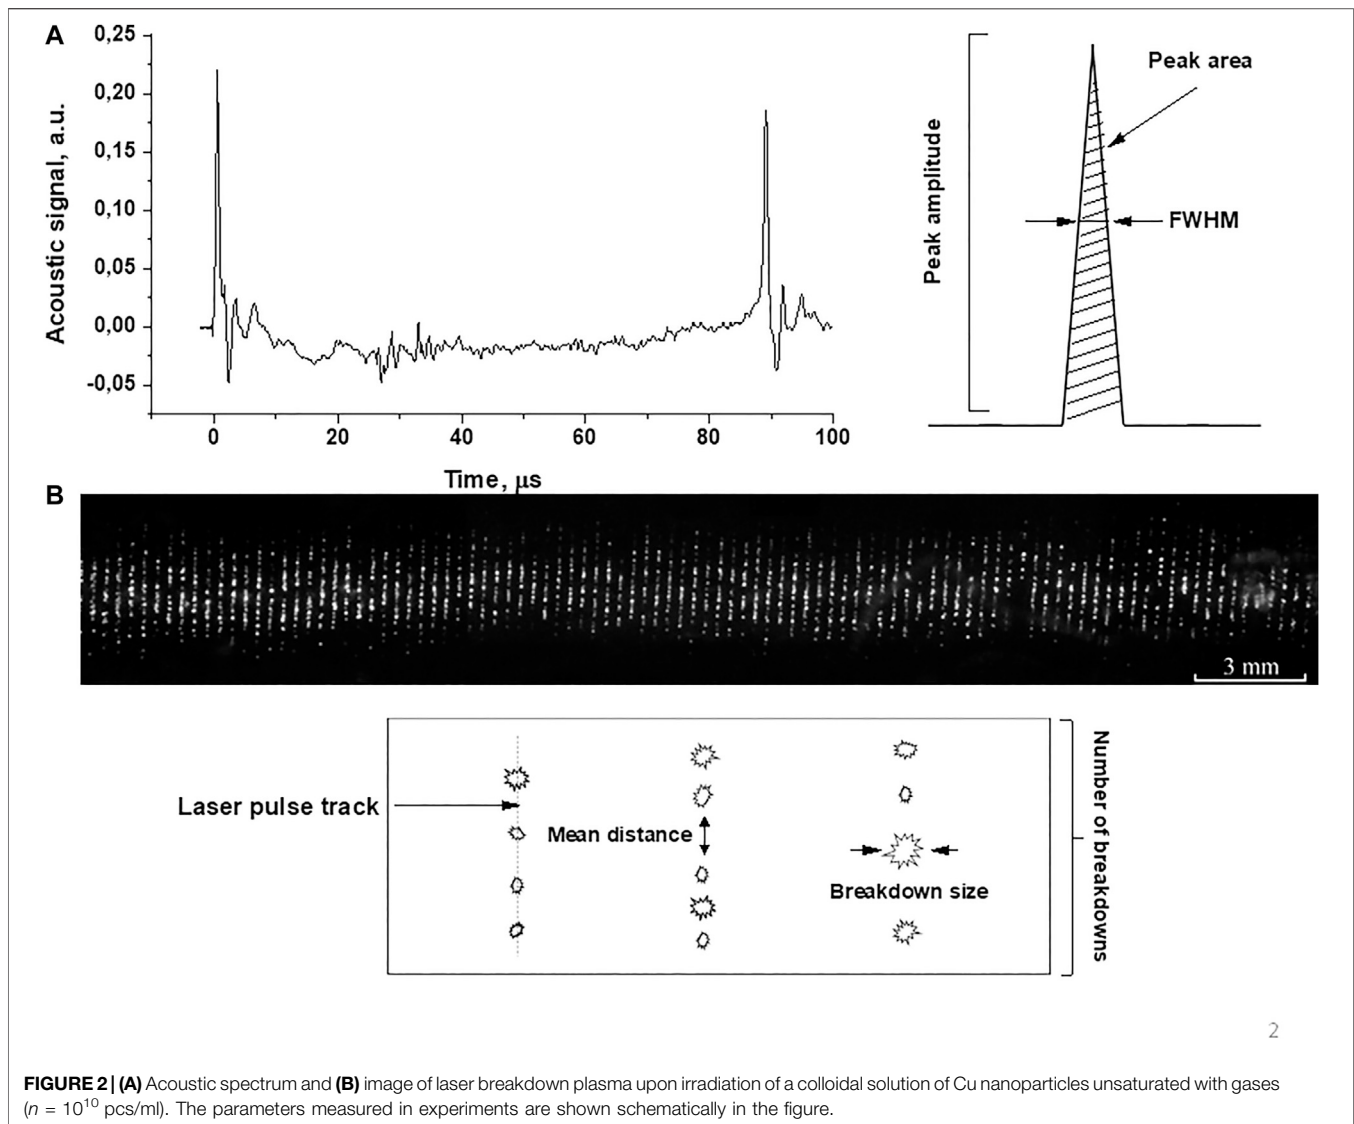 A
0,25
0,20
0,15
0,10
0,05
0,00
-0,05
Acoustic signal, a.u.
0 20 40 60 80 100
Time, µs
Peak amplitude
Peak area
FWHM
B
3 mm
Laser pulse track
Mean distance
Breakdown size
Number of breakdowns
2
FIGURE 2 | (A) Acoustic spectrum and (B) image of laser breakdown plasma upon irradiation of a colloidal solution of Cu nanoparticles unsaturated with gases
(n = 10¹⁰ pcs/ml). The parameters measured in experiments are shown schematically in the figure.